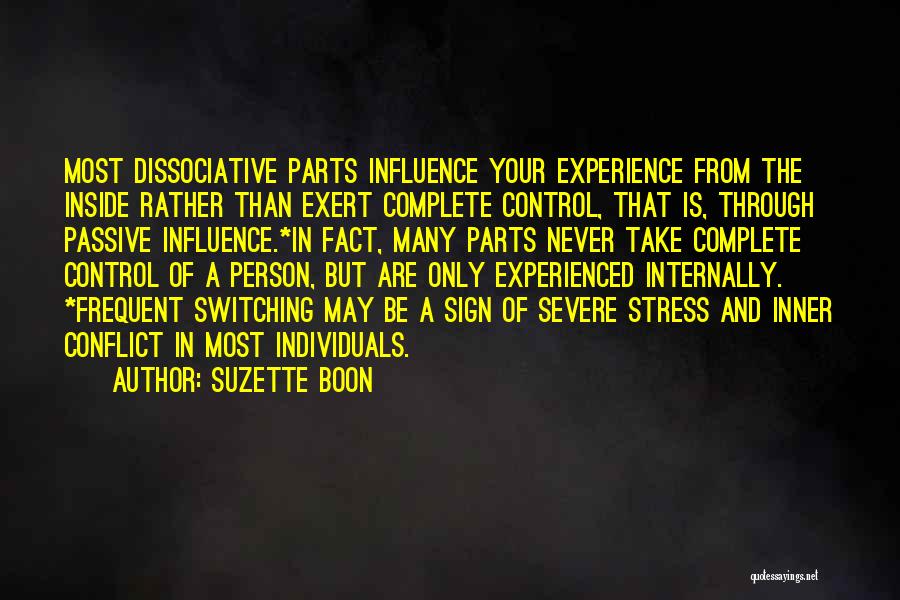 MOST DISSOCIATIVE PARTS INFLUENCE YOUR EXPERIENCE FROM THE
INSIDE RATHER THAN EXERT COMPLETE CONTROL, THAT IS, THROUGH
PASSIVE INFLUENCE.*IN FACT, MANY PARTS NEVER TAKE COMPLETE
CONTROL OF A PERSON, BUT ARE ONLY EXPERIENCED INTERNALLY.
*FREQUENT SWITCHING MAY BE A SIGN OF SEVERE STRESS AND INNER
CONFLICT IN MOST INDIVIDUALS.
AUTHOR: SUZETTE BOON
quotessayings.net